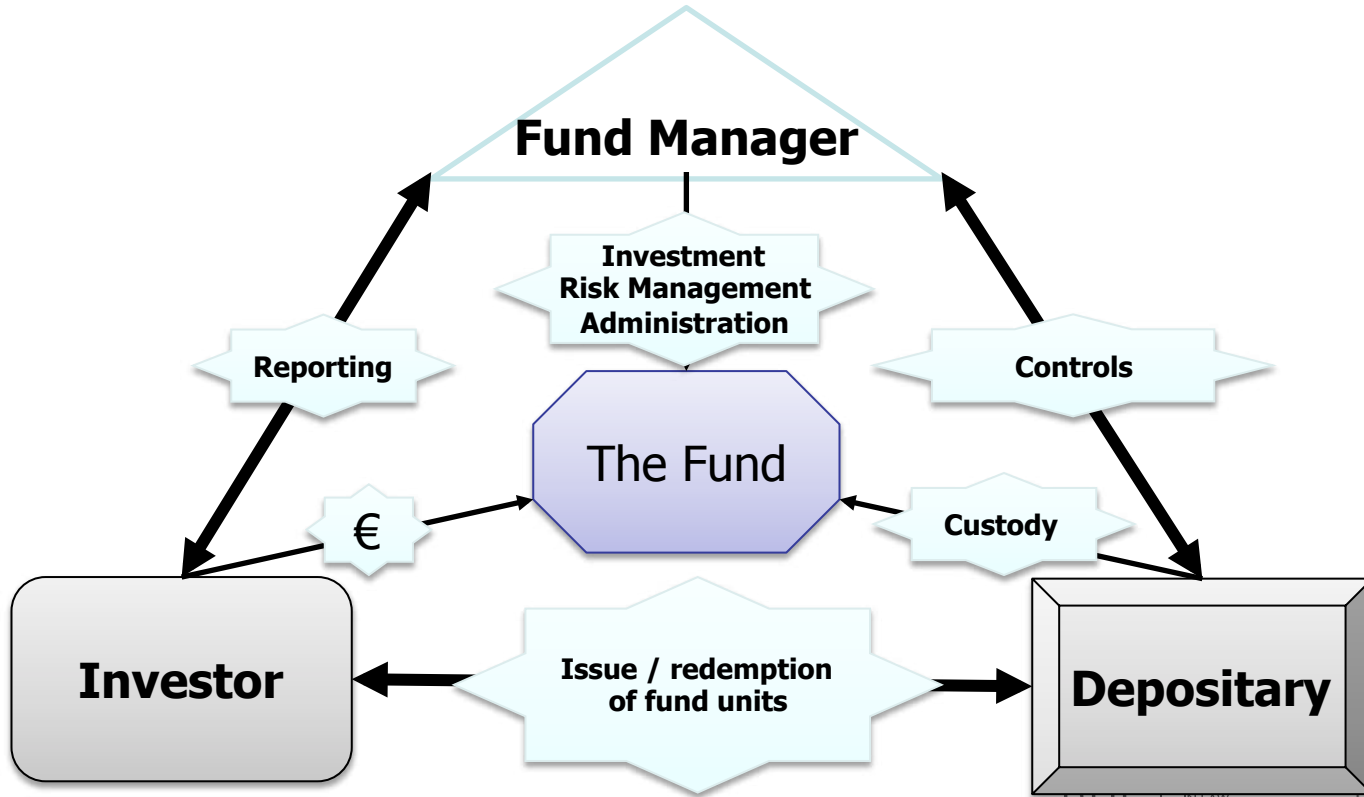 Fund Manager
Investment
Risk Management
Administration
Reporting
Controls
The Fund
€
Custody
Investor
Issue / redemption
of fund units
Depositary